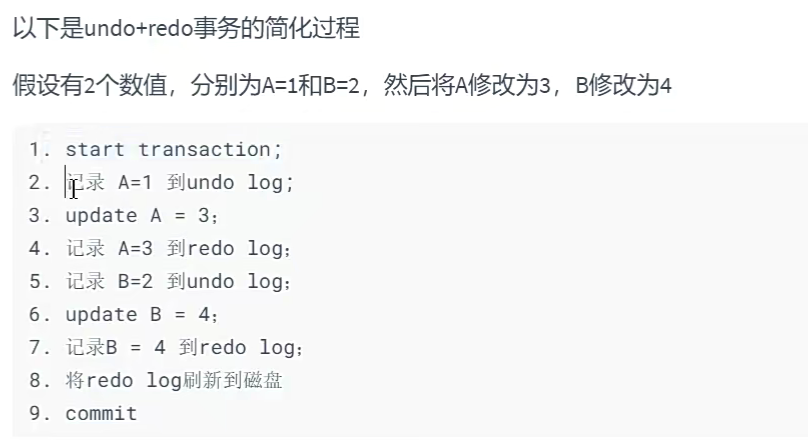 以下是undo+redo事务的简化过程
假设有2个数值，分别为A=1和B=2，然后将A修改为3，B修改为4
1. start transaction;
2. 记录 A=1 到undo log;
3. update A = 3;
4. 记录 A=3 到redo log;
5. 记录 B=2 到undo log;
6. update B = 4;
7. 记录B = 4 到redo log;
8. 将redo log刷新到磁盘
9. commit